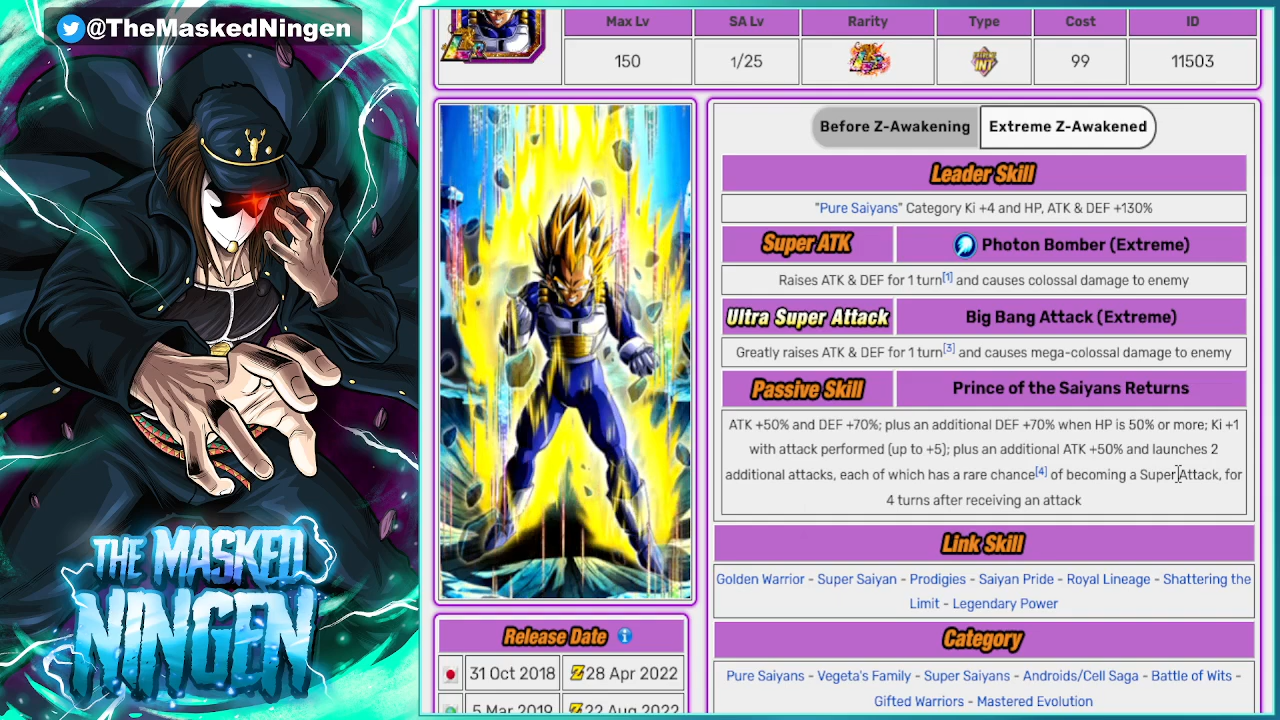 @TheMaskedNingen
THE MASKED
NINGEN
Max Lv SA Lv Rarity Type Cost ID
150 1/25 LR EXTREME INT 99 11503
Before Z-Awakening Extreme Z-Awakened
Leader Skill
"Pure Saiyans" Category Ki +4 and HP, ATK & DEF +130%
Super ATK Photon Bomber (Extreme)
Raises ATK & DEF for 1 turn[1] and causes colossal damage to enemy
Ultra Super Attack Big Bang Attack (Extreme)
Greatly raises ATK & DEF for 1 turn[3] and causes mega-colossal damage to enemy
Passive Skill Prince of the Saiyans Returns
ATK +50% and DEF +70%; plus an additional DEF +70% when HP is 50% or more; Ki +1
with attack performed (up to +5); plus an additional ATK +50% and launches 2
additional attacks, each of which has a rare chance[4] of becoming a Super Attack, for
4 turns after receiving an attack
Link Skill
Golden Warrior - Super Saiyan - Prodigies - Saiyan Pride - Royal Lineage - Shattering the
Limit - Legendary Power
Category
Pure Saiyans - Vegeta's Family - Super Saiyans - Androids/Cell Saga - Battle of Wits -
Gifted Warriors - Mastered Evolution
Release Date
31 Oct 2018 Z 28 Apr 2022
5 Mar 2019 Z 22 Aug 2022